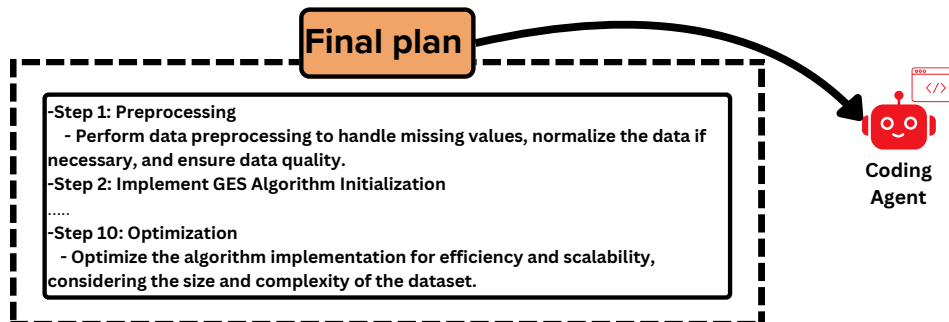 Final plan
-Step 1: Preprocessing
- Perform data preprocessing to handle missing values, normalize the data if
necessary, and ensure data quality.
-Step 2: Implement GES Algorithm Initialization
.....
-Step 10: Optimization
- Optimize the algorithm implementation for efficiency and scalability,
considering the size and complexity of the dataset.
</>
Coding
Agent